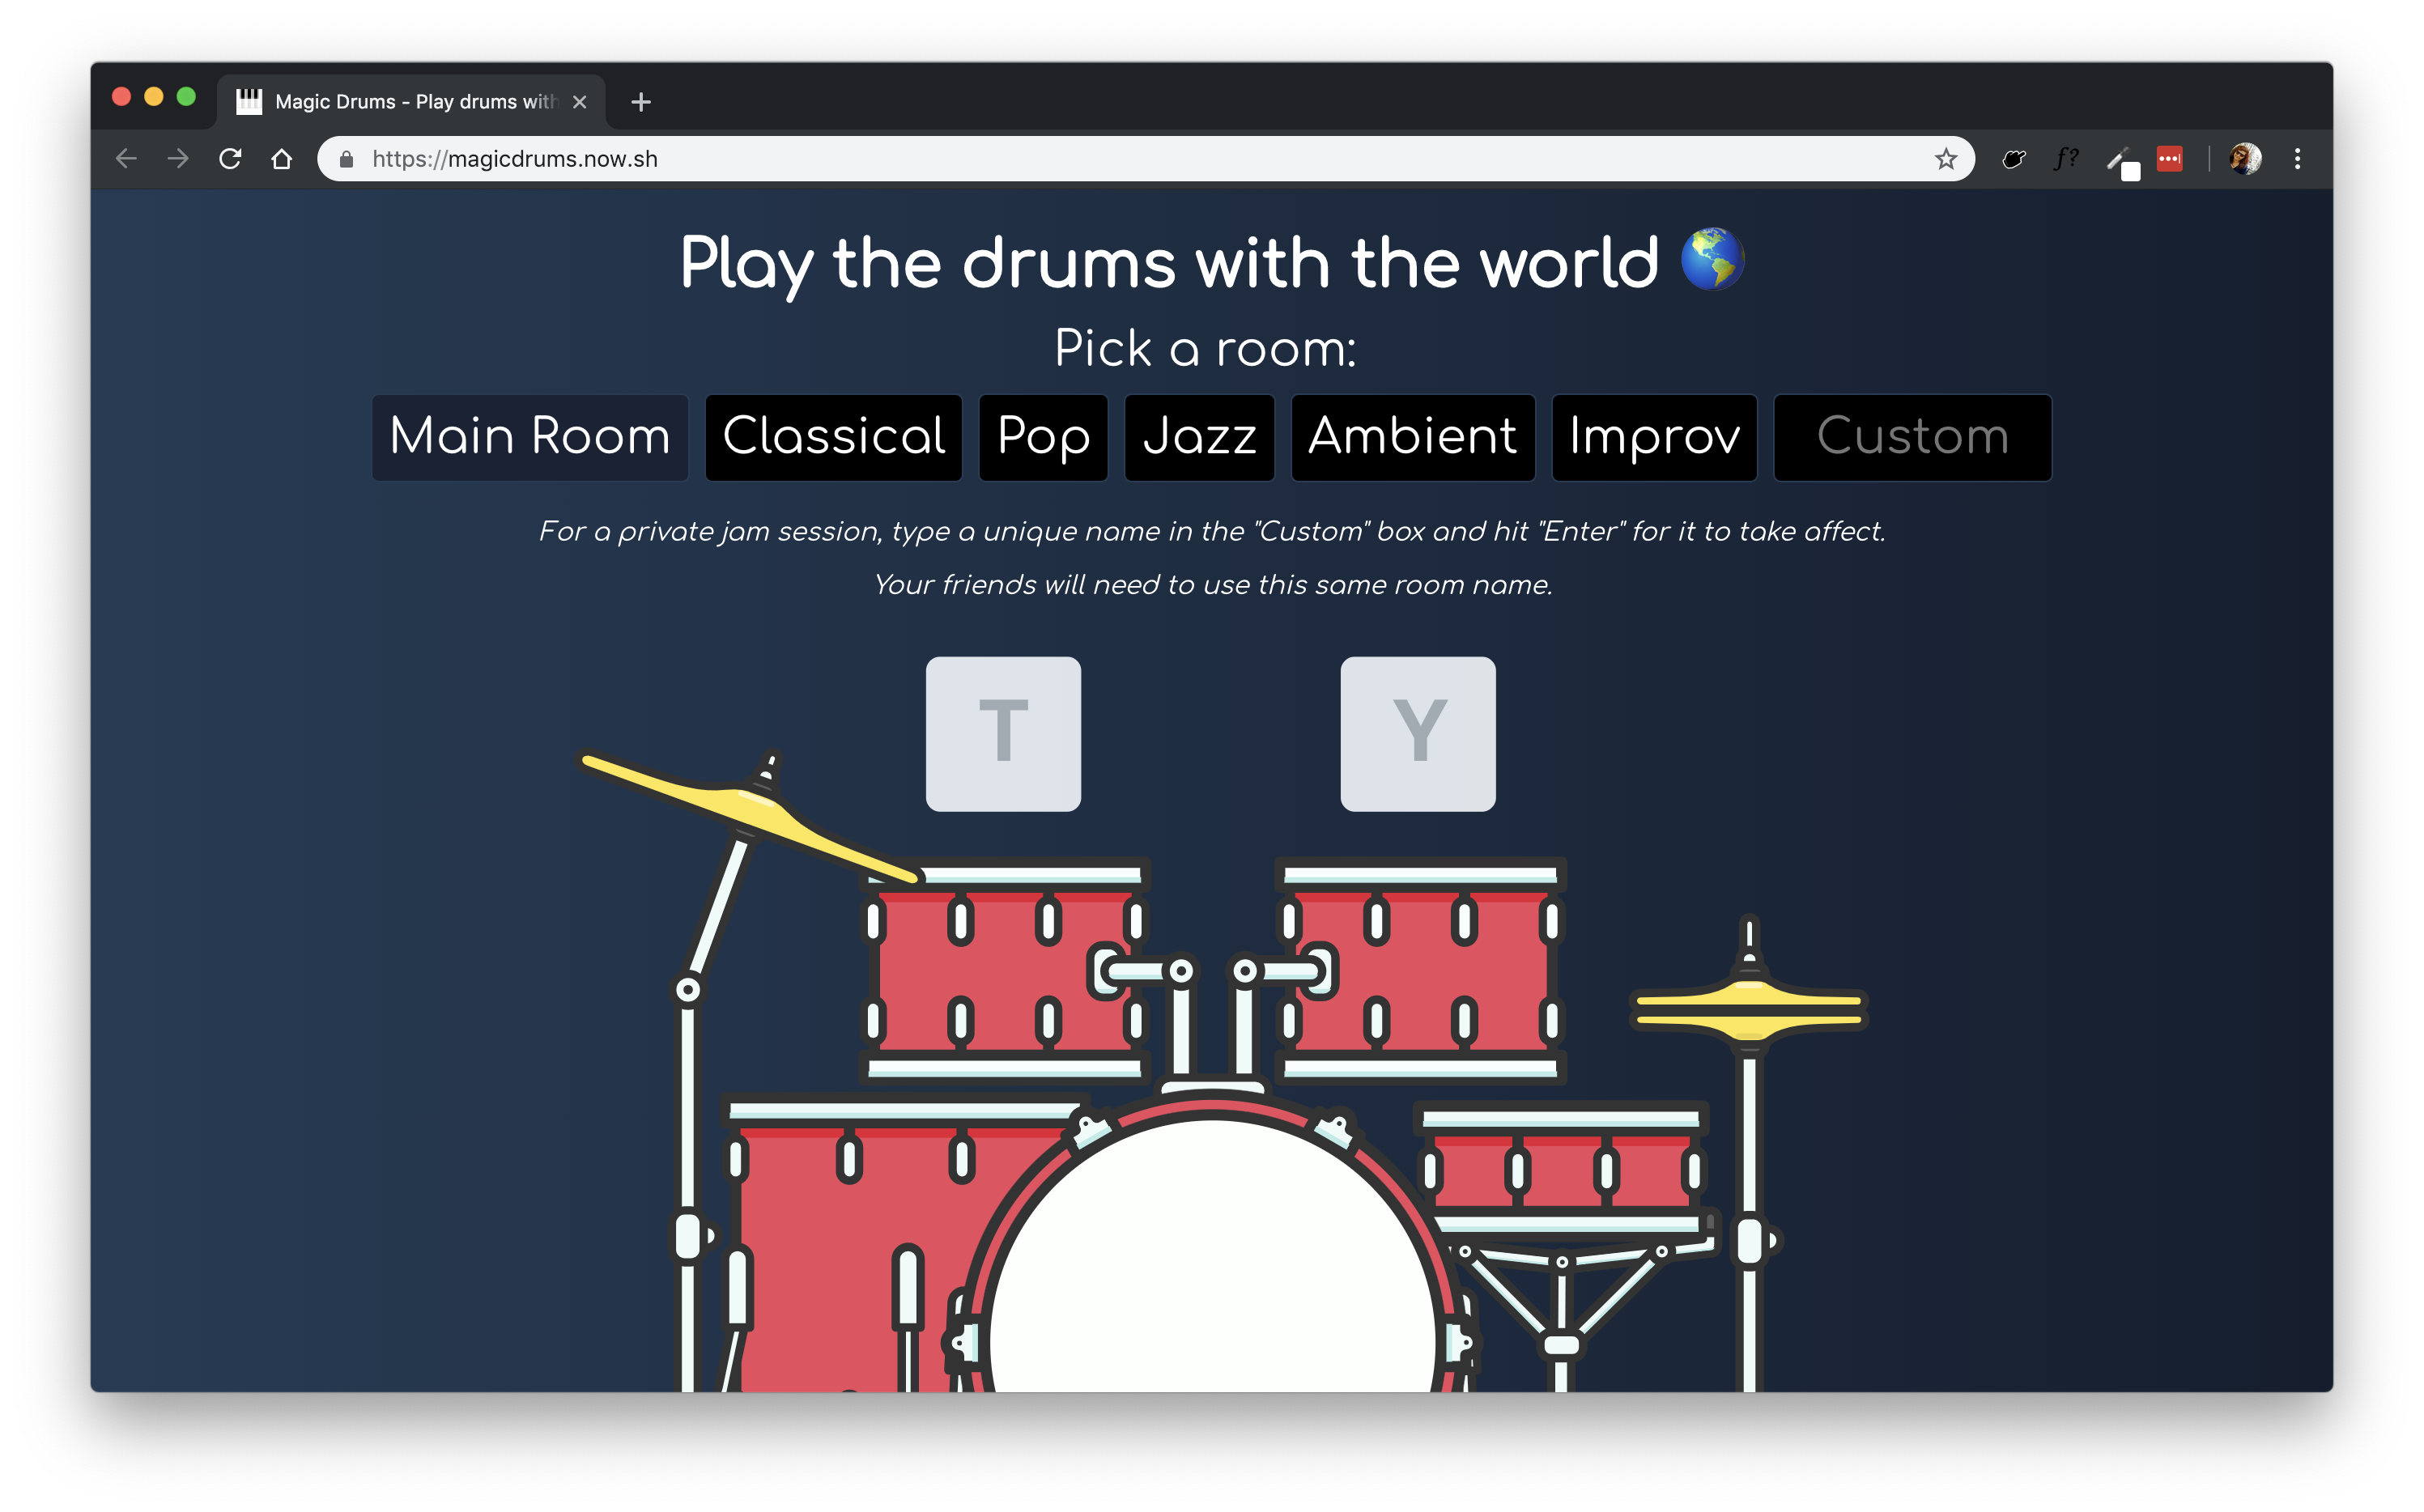 Magic Drums - Play drums with
https://magicdrums.now.sh
f?
Play the drums with the world
Pick a room:
Main Room Classical Pop Jazz Ambient Improv Custom
For a private jam session, type a unique name in the "Custom" box and hit "Enter" for it to take affect.
Your friends will need to use this same room name.
T Y